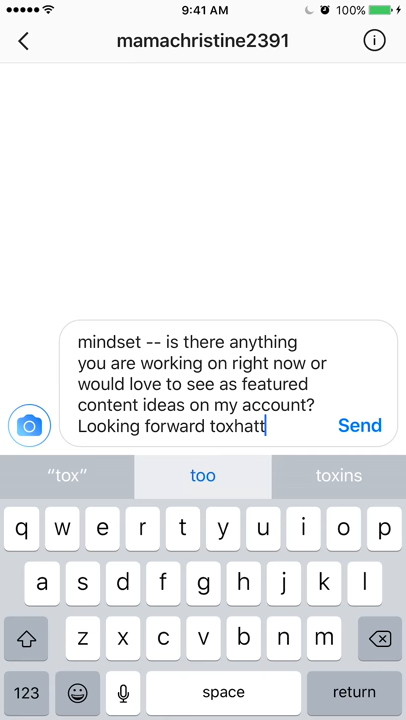 9:41 AM
100%
mamachristine2391
mindset -- is there anything
you are working on right now or
would love to see as featured
content ideas on my account?
Looking forward toxhatt
Send
“tox”
too
toxins
q w e r t y u i o p
a s d f g h j k l
z x c v b n m
123
space
return